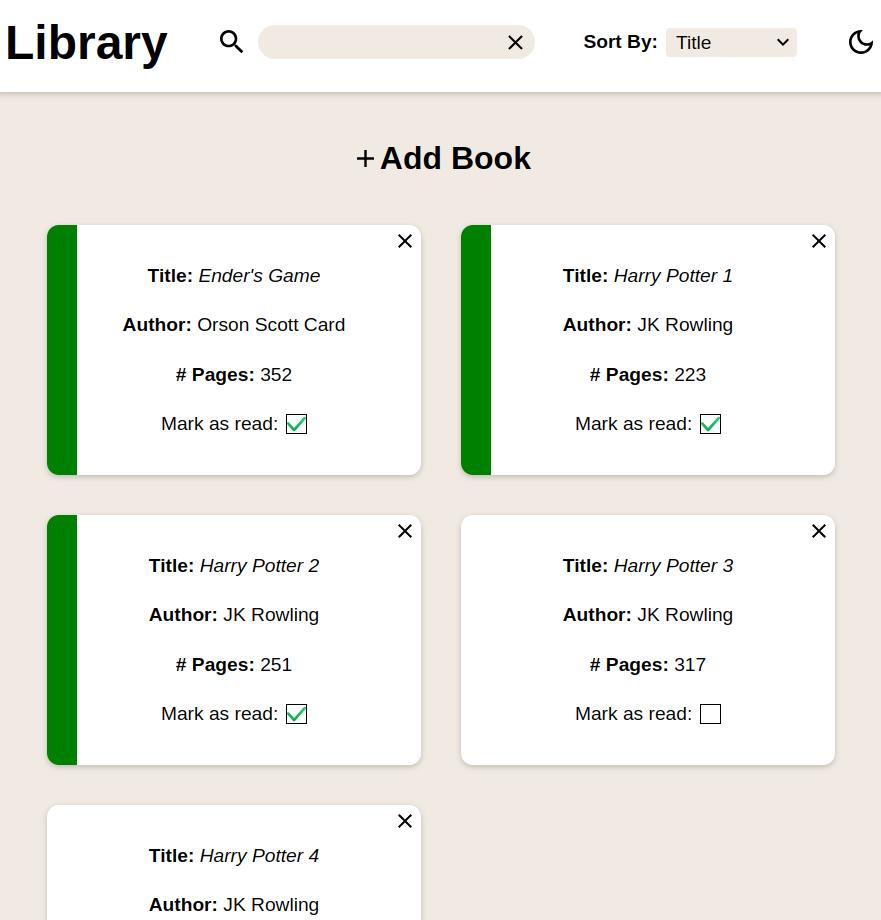 Library
Sort By: Title
+ Add Book
Title: Ender's Game
Author: Orson Scott Card
# Pages: 352
Mark as read:
Title: Harry Potter 1
Author: JK Rowling
# Pages: 223
Mark as read:
Title: Harry Potter 2
Author: JK Rowling
# Pages: 251
Mark as read:
Title: Harry Potter 3
Author: JK Rowling
# Pages: 317
Mark as read:
Title: Harry Potter 4
Author: JK Rowling